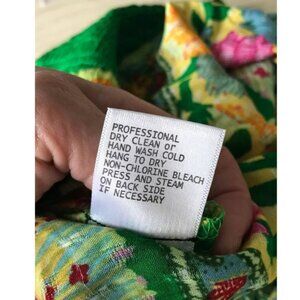 PROFESSIONAL
DRY CLEAN or
HAND WASH COLD
HANG TO DRY
NON-CHLORINE BLEACH
PRESS AND STEAM
ON BACK SIDE
IF NECESSARY